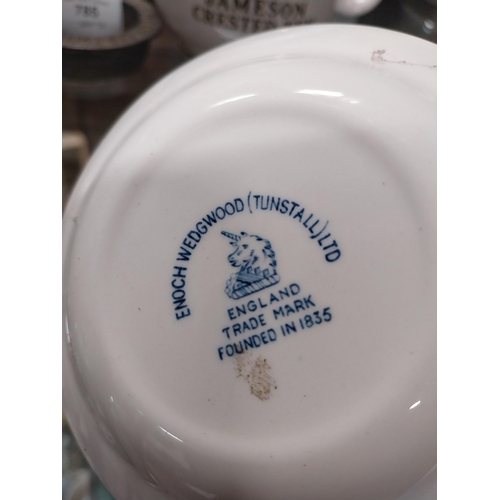 785
JAMESON
CRESTED
ENOCH WEDGWOOD (TUNSTALL) LTD
ENGLAND
TRADE MARK
FOUNDED IN 1835